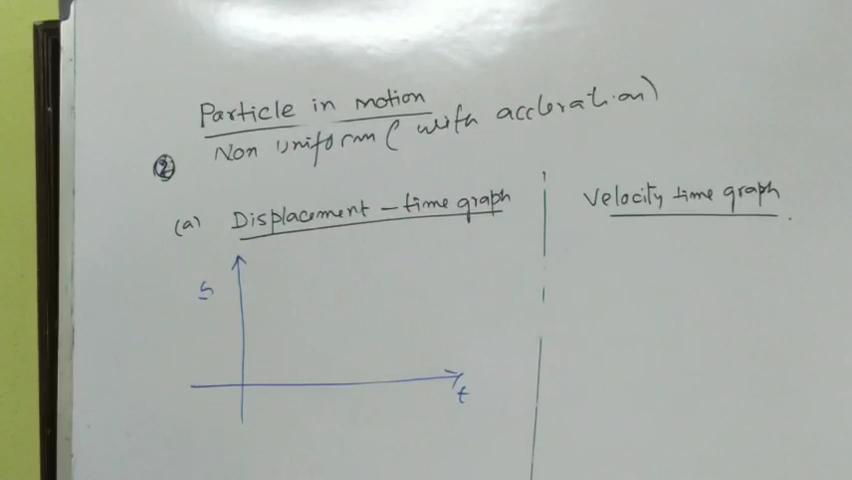 Particle in motion
② Non Uniform (with accleration)
(a) Displacement - time graph
Velocity time graph
S
t